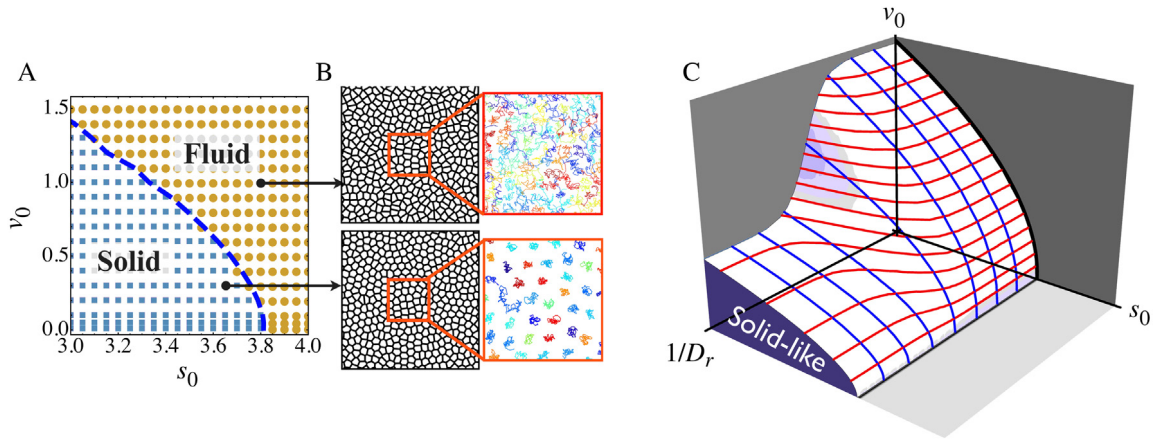 A
B
C
v₀
1.5
1.0
0.5
0.0
3.0 3.2 3.4 3.6 3.8 4.0
s₀
Fluid
Solid
v₀
s₀
1/Dᵣ
Solid-like